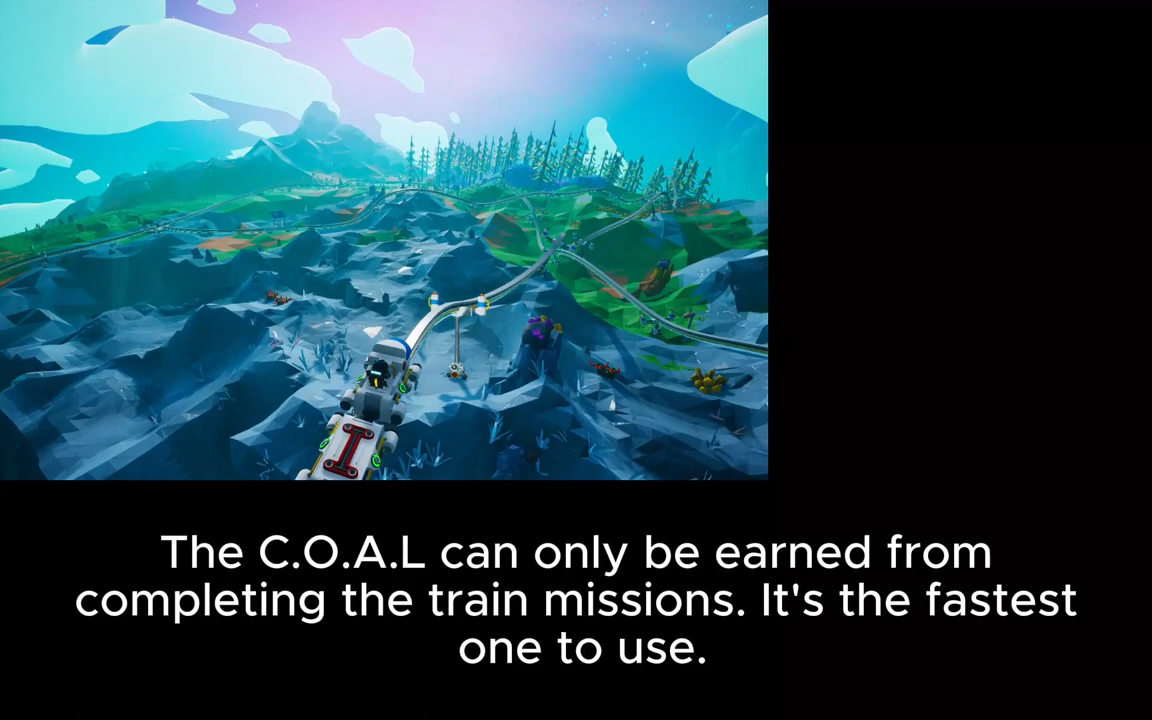 The C.O.A.L can only be earned from
completing the train missions. It's the fastest
one to use.